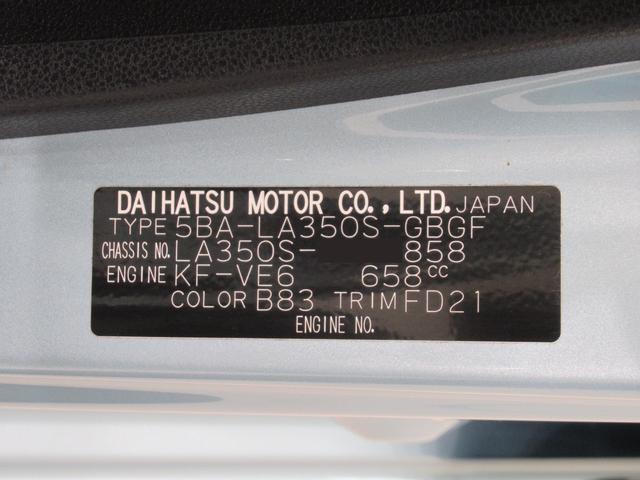 DAIHATSU MOTOR CO., LTD. JAPAN
TYPE 5BA-LA350S-GBGF
CHASSIS NO. LA350S- 858
ENGINE KF-VE6 658cc
COLOR B83 TRIM FD21
ENGINE NO.